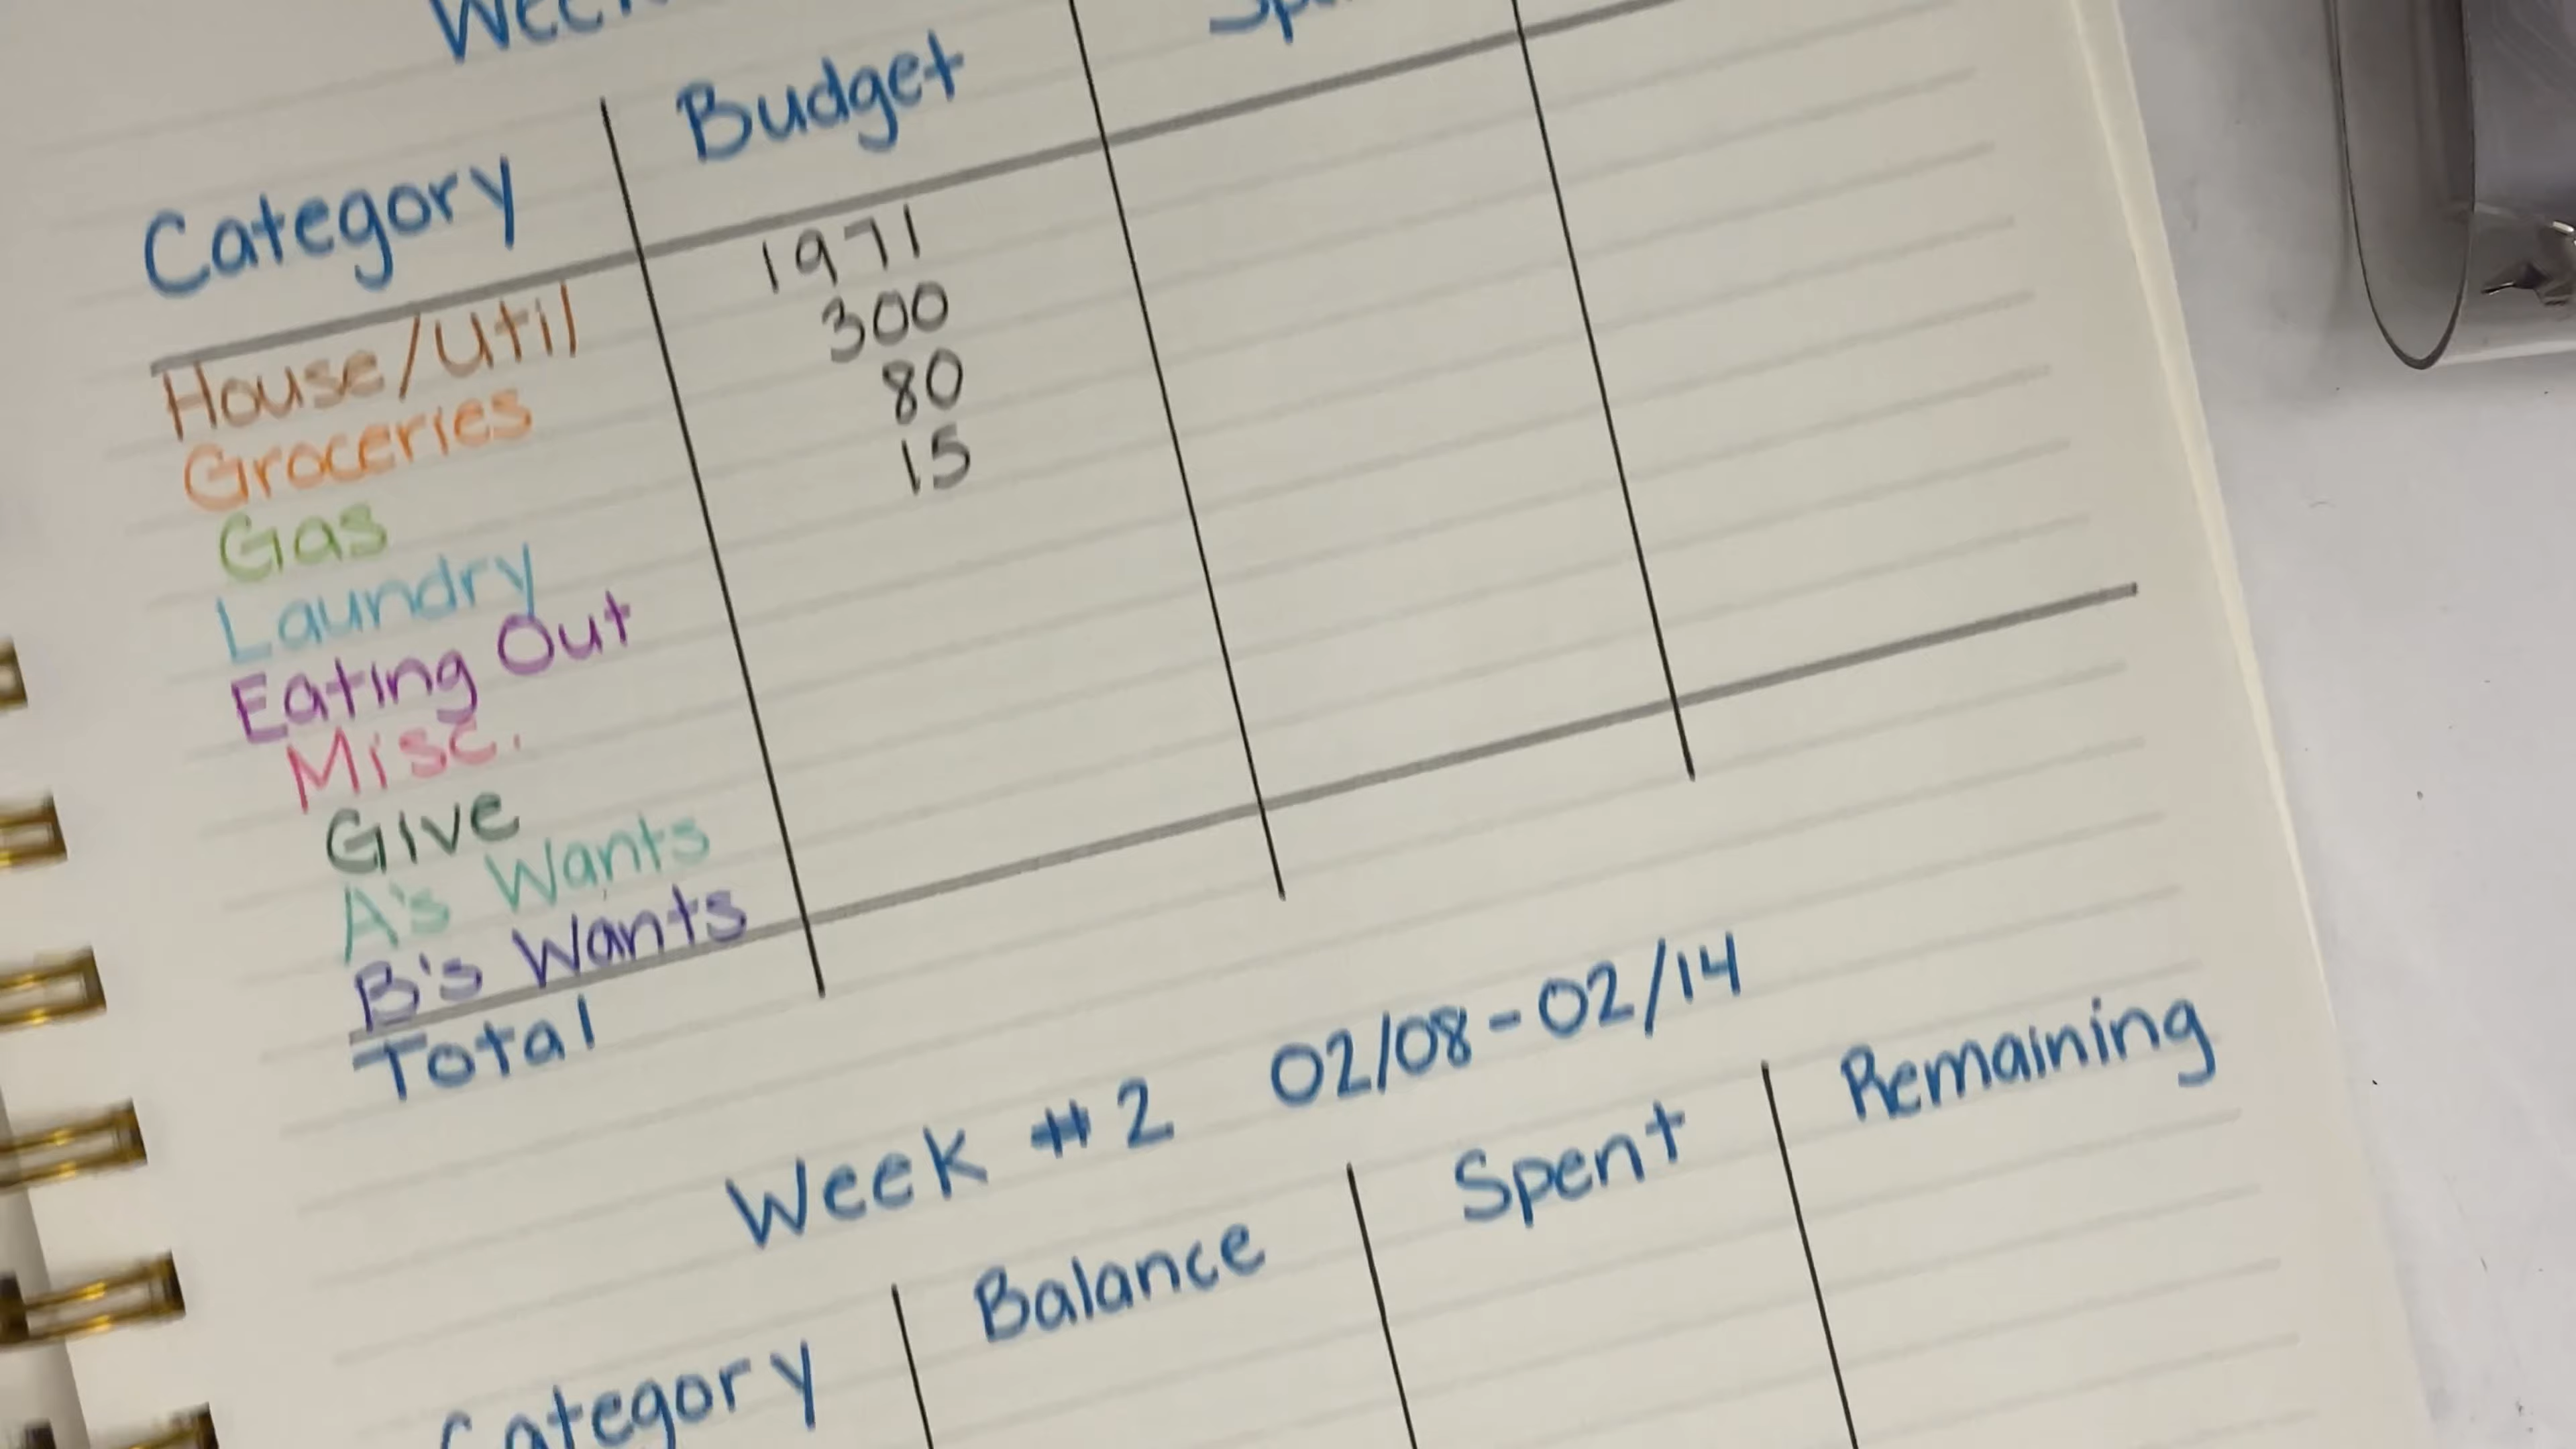 Category Budget
House/Util 1971
Groceries 300
Gas 80
Laundry 15
Eating Out
Misc.
Give
A's Wants
B's Wants
Total
Week #2 02/08-02/14
Category Balance Spent Remaining